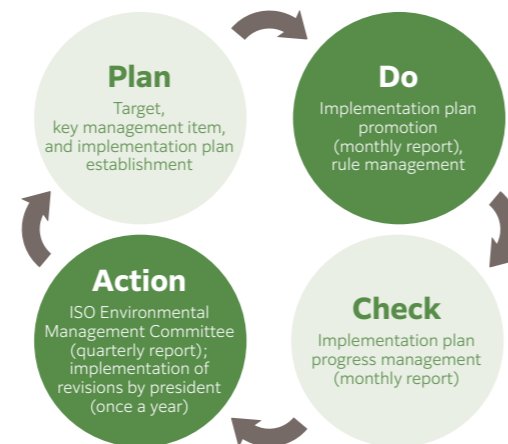 Plan
Target,
key management item,
and implementation plan
establishment
Do
Implementation plan
promotion
(monthly report),
rule management
Check
Implementation plan
progress management
(monthly report)
Action
ISO Environmental
Management Committee
(quarterly report);
implementation of
revisions by president
(once a year)